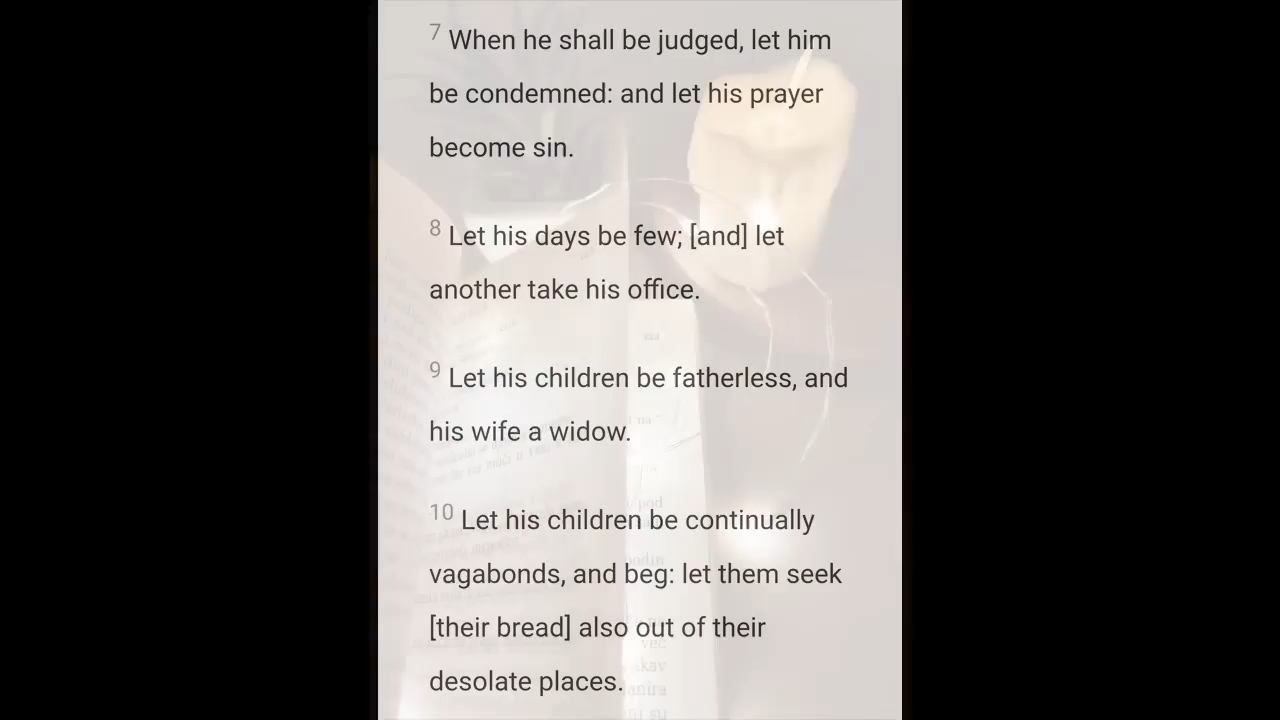 7 When he shall be judged, let him
be condemned: and let his prayer
become sin.
8 Let his days be few; [and] let
another take his office.
9 Let his children be fatherless, and
his wife a widow.
10 Let his children be continually
vagabonds, and beg: let them seek
[their bread] also out of their
desolate places.